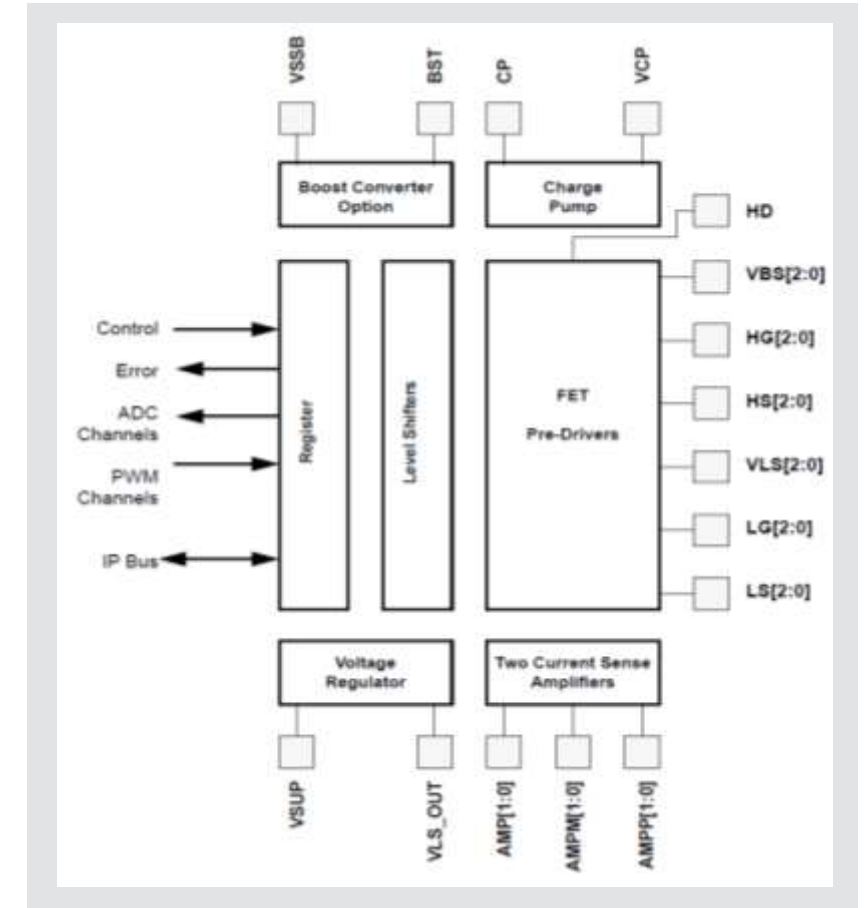 VSSB
BST
CP
VCP
Boost Converter
Option
Charge
Pump
HD
VBS[2:0]
HG[2:0]
HS[2:0]
VLS[2:0]
LG[2:0]
LS[2:0]
Control
Error
ADC
Channels
PWM
Channels
IP Bus
Register
Level Shifters
FET
Pre-Drivers
Voltage
Regulator
Two Current Sense
Amplifiers
VSUP
VLS_OUT
AMP[1:0]
AMPM[1:0]
AMPP[1:0]